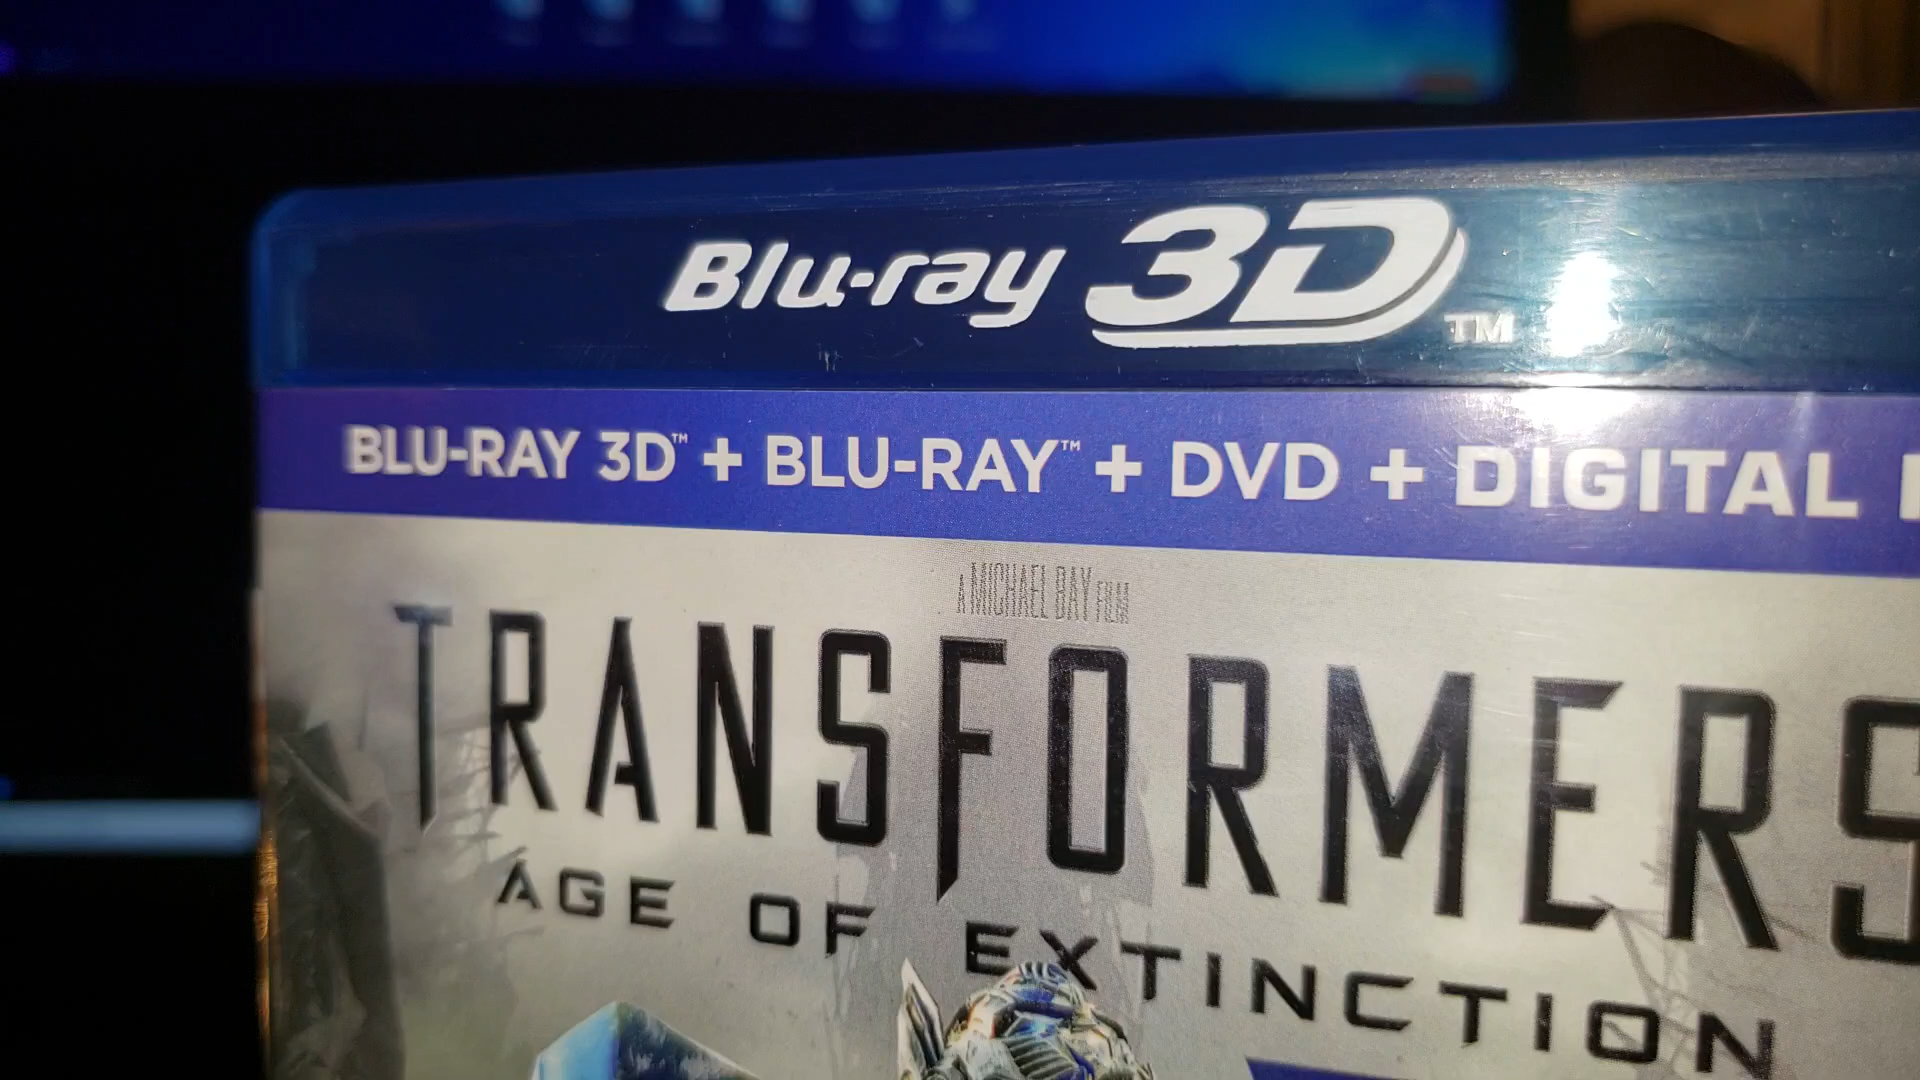 Blu-ray 3D™
BLU-RAY 3D™ + BLU-RAY™ + DVD + DIGITAL
A MICHAEL BAY FILM
TRANSFORMERS
AGE OF EXTINCTION